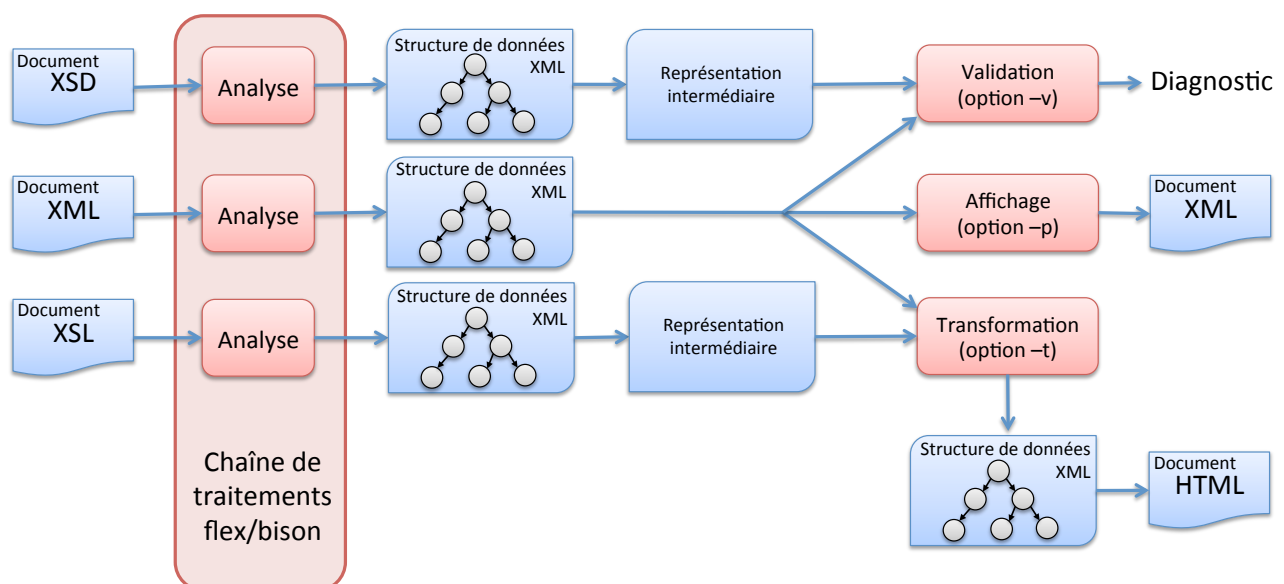 Document
XSD
Analyse
Structure de données
XML
Représentation
intermédiaire
Validation
(option –v)
Diagnostic
Document
XML
Analyse
Structure de données
XML
Affichage
(option –p)
Document
XML
Document
XSL
Analyse
Structure de données
XML
Représentation
intermédiaire
Transformation
(option –t)
Chaîne de
traitements
flex/bison
Structure de données
XML
Document
HTML